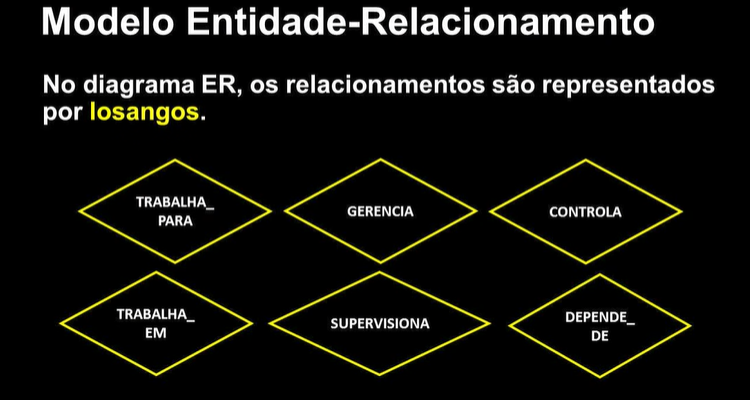 Modelo Entidade-Relacionamento
No diagrama ER, os relacionamentos são representados
por losangos.
TRABALHA_
PARA
GERENCIA
CONTROLA
TRABALHA_
EM
SUPERVISIONA
DEPENDE_
DE